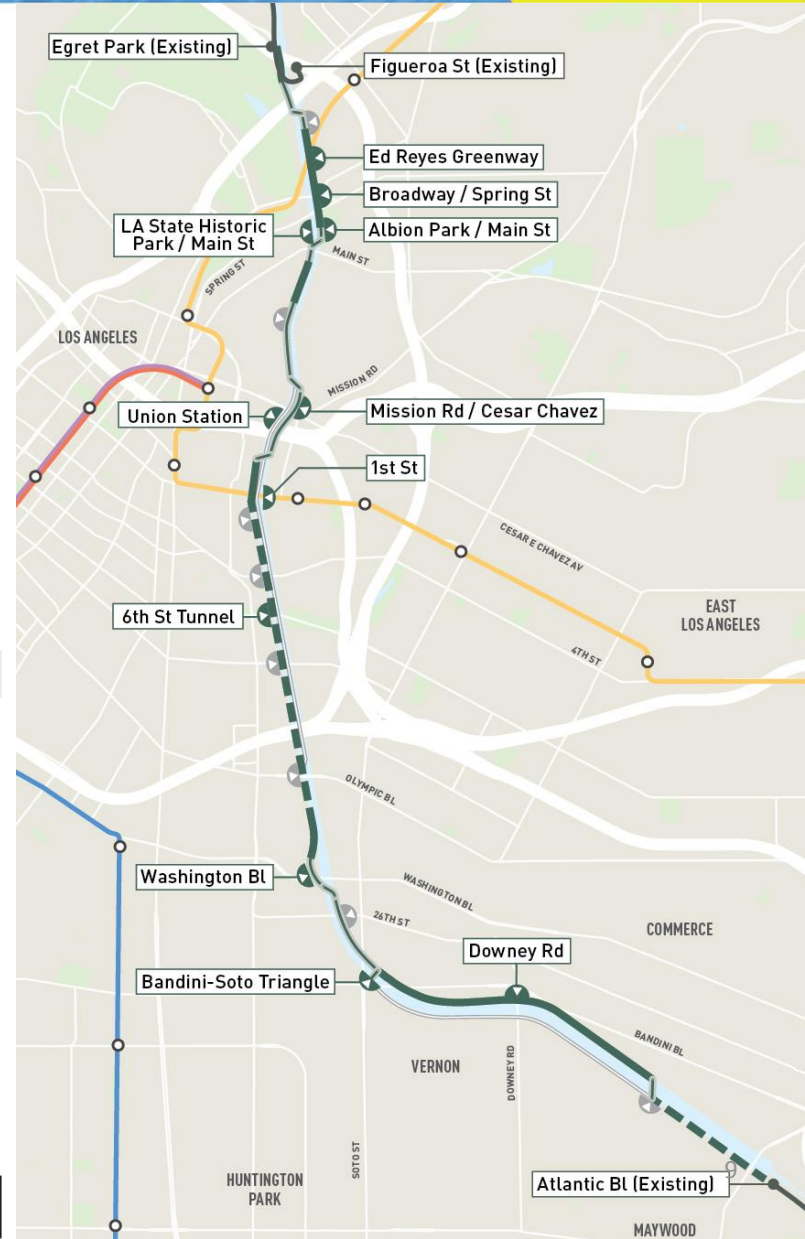 Egret Park (Existing)
Figueroa St (Existing)
Ed Reyes Greenway
Broadway / Spring St
LA State Historic
Park / Main St
Albion Park / Main St
MAIN ST
SPRING ST
LOS ANGELES
MISSION RD
Union Station
Mission Rd / Cesar Chavez
1st St
CESAR E CHAVEZ AV
EAST
LOS ANGELES
6th St Tunnel
4TH ST
OLYMPIC BL
Washington Bl
WASHINGTON BL
26TH ST
COMMERCE
Downey Rd
Bandini-Soto Triangle
BANDINI BL
VERNON
DOWNEY RD
SOTO ST
9
HUNTINGTON
PARK
Atlantic Bl (Existing)
MAYWOOD